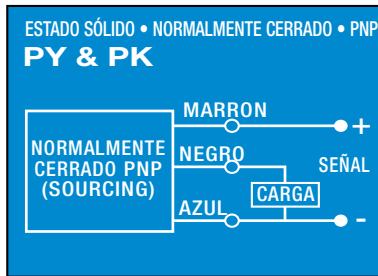 ESTADO SÓLIDO • NORMALMENTE CERRADO • PNP
PY & PK
MARRON
+
NORMALMENTE
CERRADO PNP
(SOURCING)
NEGRO
SEÑAL
CARGA
AZUL
-